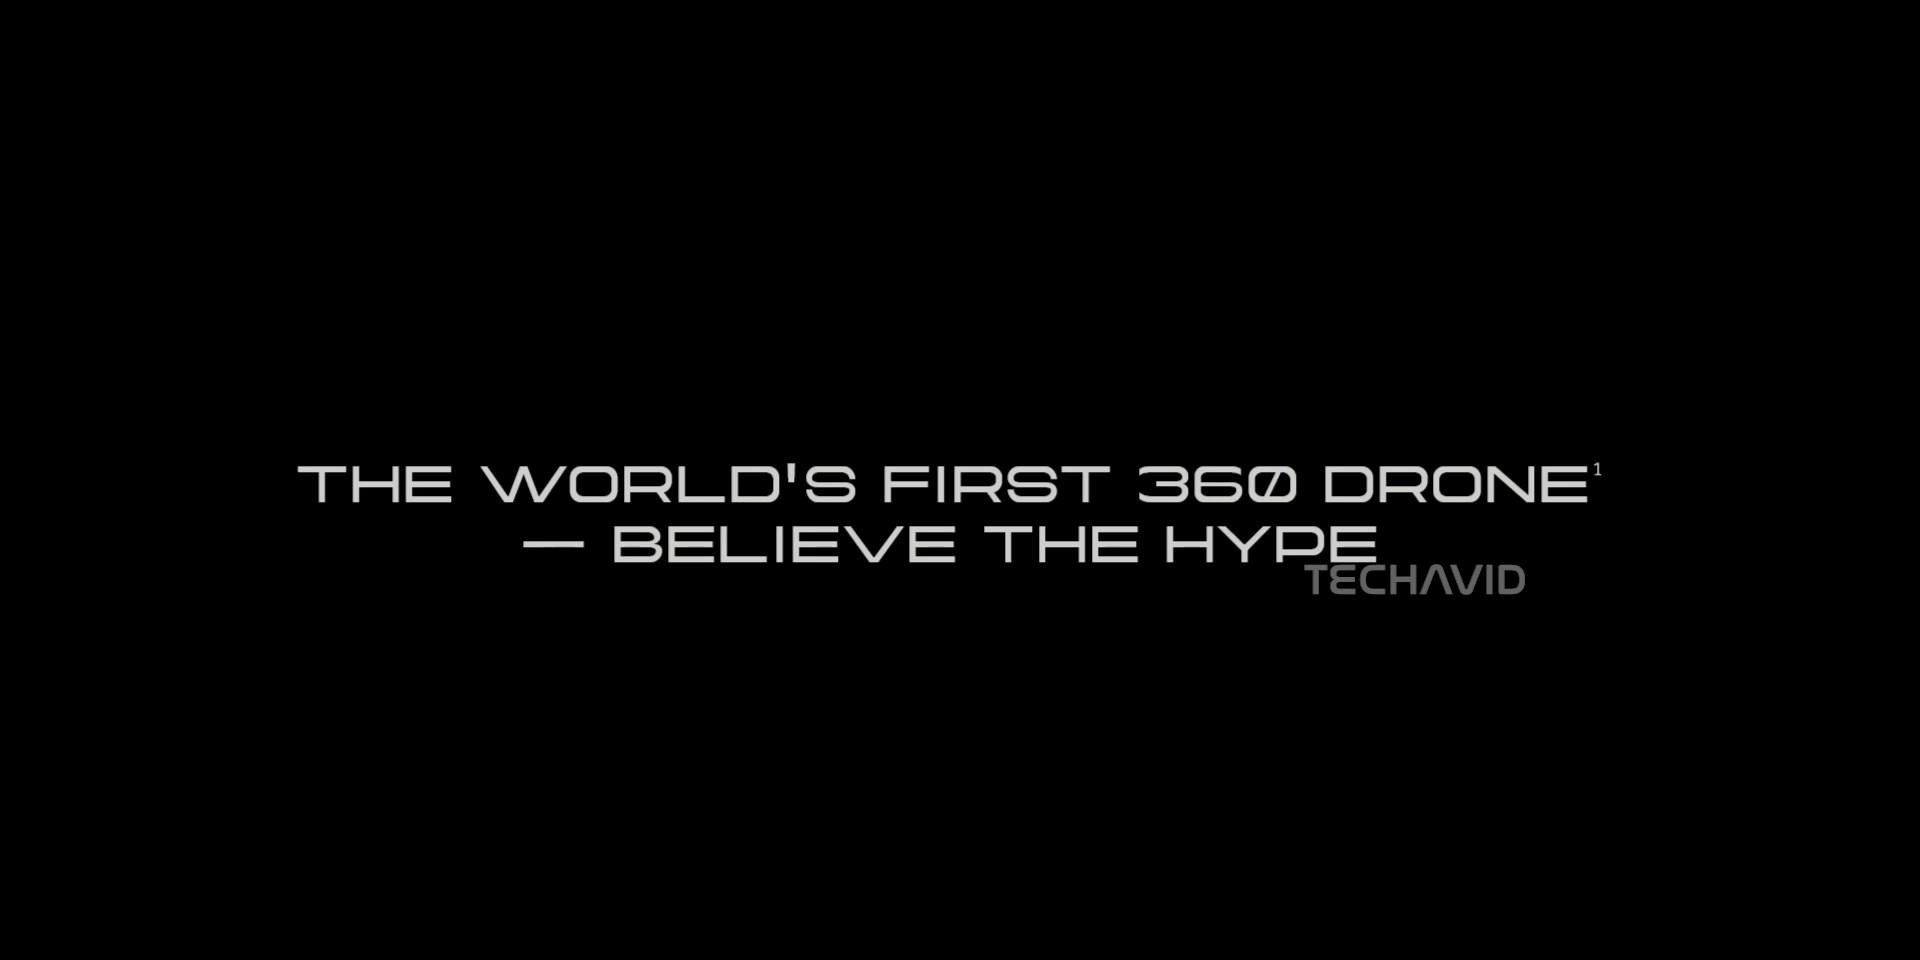 THE WORLD'S FIRST 360 DRONE¹
— BELIEVE THE HYPE
TECHAVID